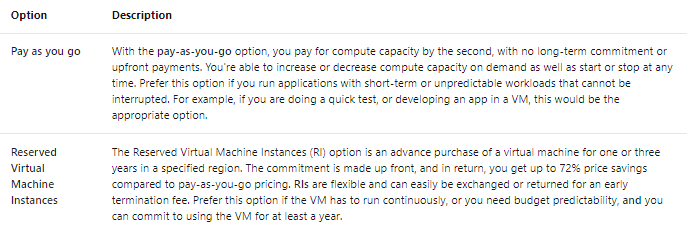 Option Description
Pay as you go With the pay-as-you-go option, you pay for compute capacity by the second, with no long-term commitment or
upfront payments. You're able to increase or decrease compute capacity on demand as well as start or stop at any
time. Prefer this option if you run applications with short-term or unpredictable workloads that cannot be
interrupted. For example, if you are doing a quick test, or developing an app in a VM, this would be the
appropriate option.
Reserved
Virtual
Machine
Instances
The Reserved Virtual Machine Instances (RI) option is an advance purchase of a virtual machine for one or three
years in a specified region. The commitment is made up front, and in return, you get up to 72% price savings
compared to pay-as-you-go pricing. RIs are flexible and can easily be exchanged or returned for an early
termination fee. Prefer this option if the VM has to run continuously, or you need budget predictability, and you
can commit to using the VM for at least a year.